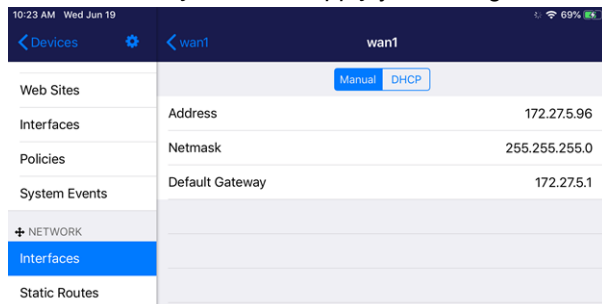 10:23 AM Wed Jun 19
69%
Devices
wan1
wan1
Manual
DHCP
Web Sites
Interfaces
Policies
System Events
NETWORK
Interfaces
Static Routes
Address
172.27.5.96
Netmask
255.255.255.0
Default Gateway
172.27.5.1